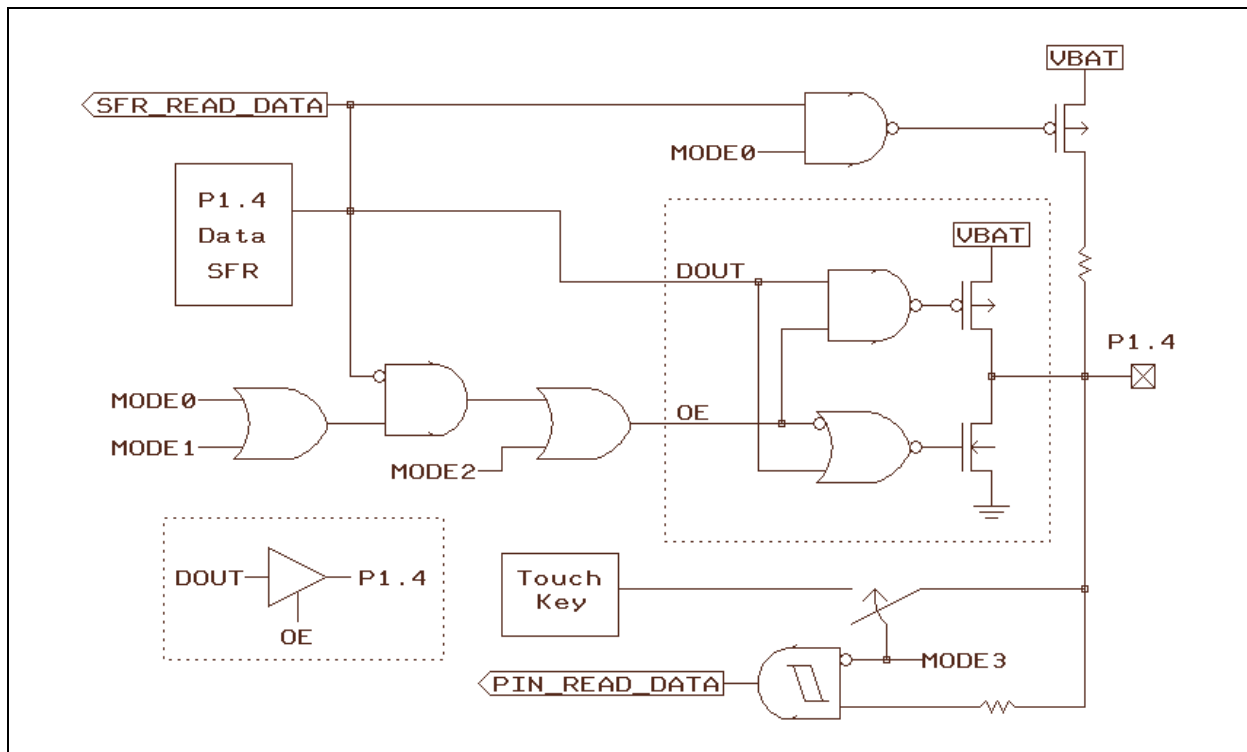 VBAT
SFR_READ_DATA
MODE0
P1.4
Data
SFR
VBAT
DOUT
P1.4
MODE0
OE
MODE1
MODE2
Touch
Key
DOUT
P1.4
OE
MODE3
PIN_READ_DATA